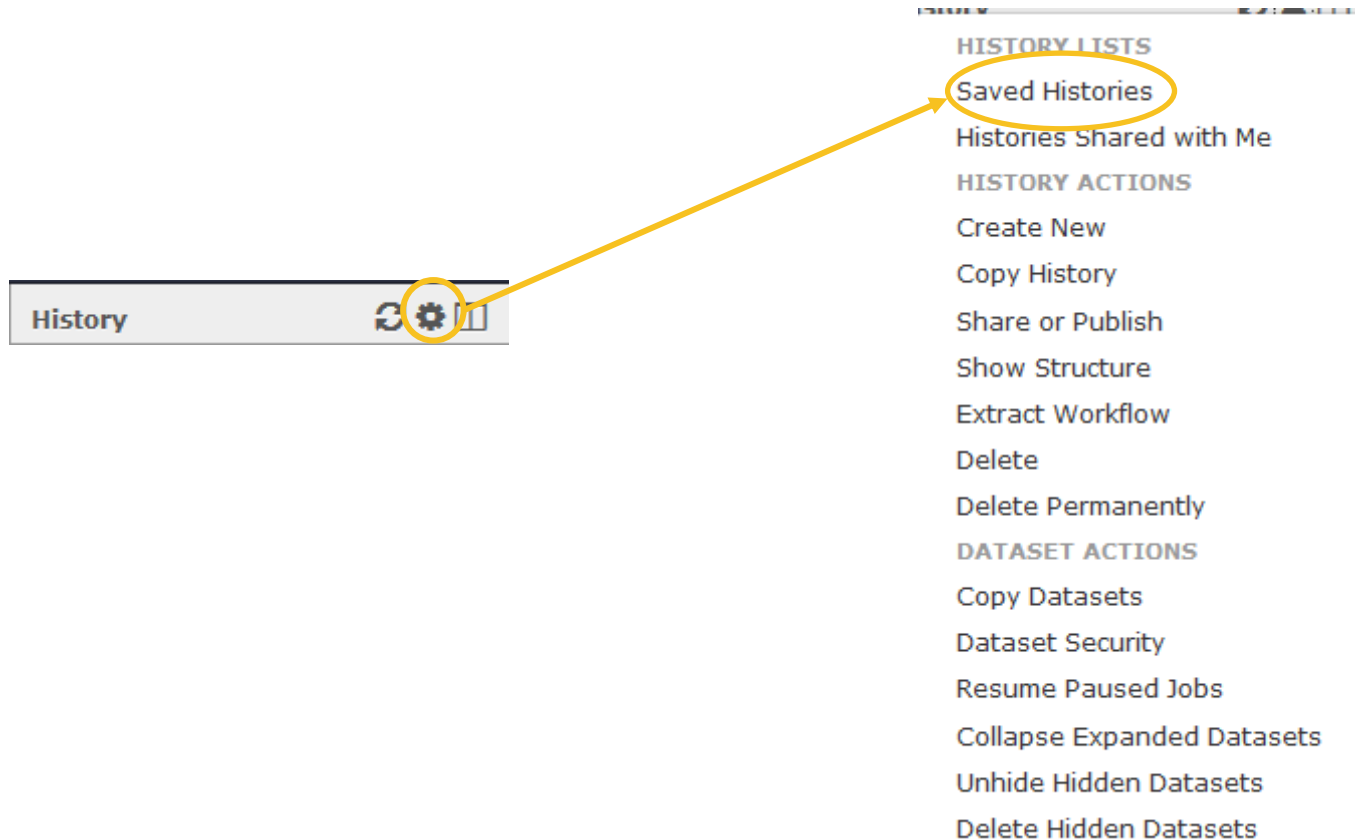 History
HISTORY LISTS
Saved Histories
Histories Shared with Me
HISTORY ACTIONS
Create New
Copy History
Share or Publish
Show Structure
Extract Workflow
Delete
Delete Permanently
DATASET ACTIONS
Copy Datasets
Dataset Security
Resume Paused Jobs
Collapse Expanded Datasets
Unhide Hidden Datasets
Delete Hidden Datasets